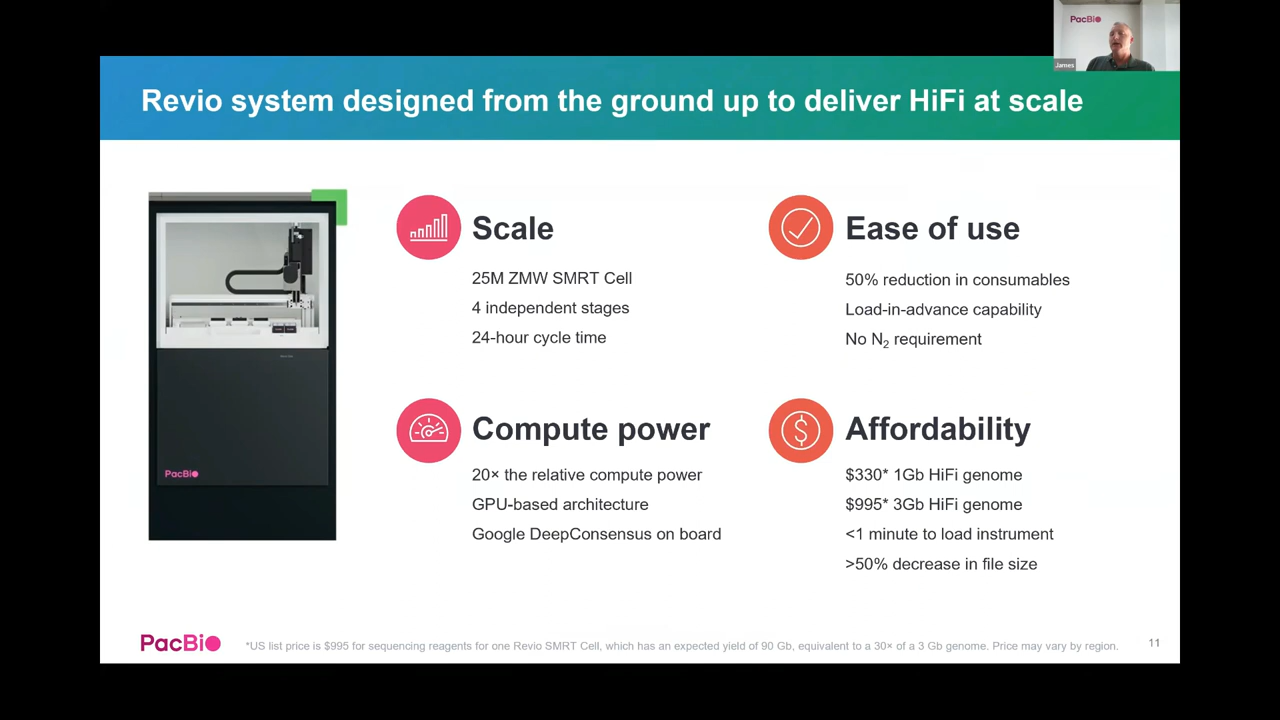 PacBio
James
Revio system designed from the ground up to deliver HiFi at scale
Scale
25M ZMW SMRT Cell
4 independent stages
24-hour cycle time
Ease of use
50% reduction in consumables
Load-in-advance capability
No N₂ requirement
PacBio
Compute power
20× the relative compute power
GPU-based architecture
Google DeepConsensus on board
Affordability
$330* 1Gb HiFi genome
$995* 3Gb HiFi genome
<1 minute to load instrument
>50% decrease in file size
PacBio
*US list price is $995 for sequencing reagents for one Revio SMRT Cell, which has an expected yield of 90 Gb, equivalent to a 30× of a 3 Gb genome. Price may vary by region.
11